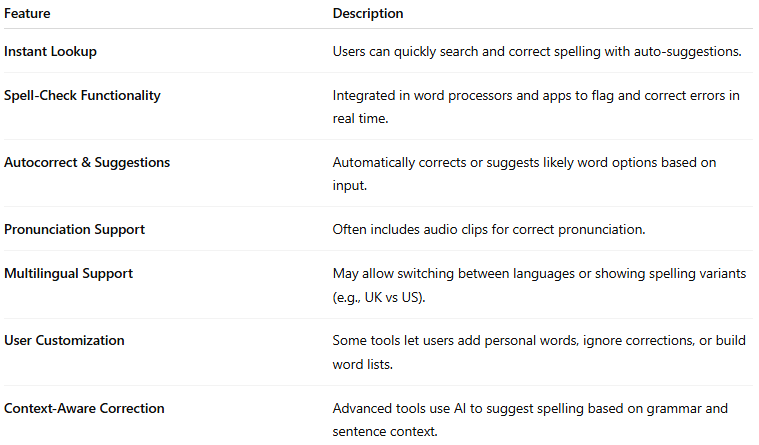 Feature Description
Instant Lookup Users can quickly search and correct spelling with auto-suggestions.
Spell-Check Functionality Integrated in word processors and apps to flag and correct errors in
real time.
Autocorrect & Suggestions Automatically corrects or suggests likely word options based on
input.
Pronunciation Support Often includes audio clips for correct pronunciation.
Multilingual Support May allow switching between languages or showing spelling variants
(e.g., UK vs US).
User Customization Some tools let users add personal words, ignore corrections, or build
word lists.
Context-Aware Correction Advanced tools use AI to suggest spelling based on grammar and
sentence context.